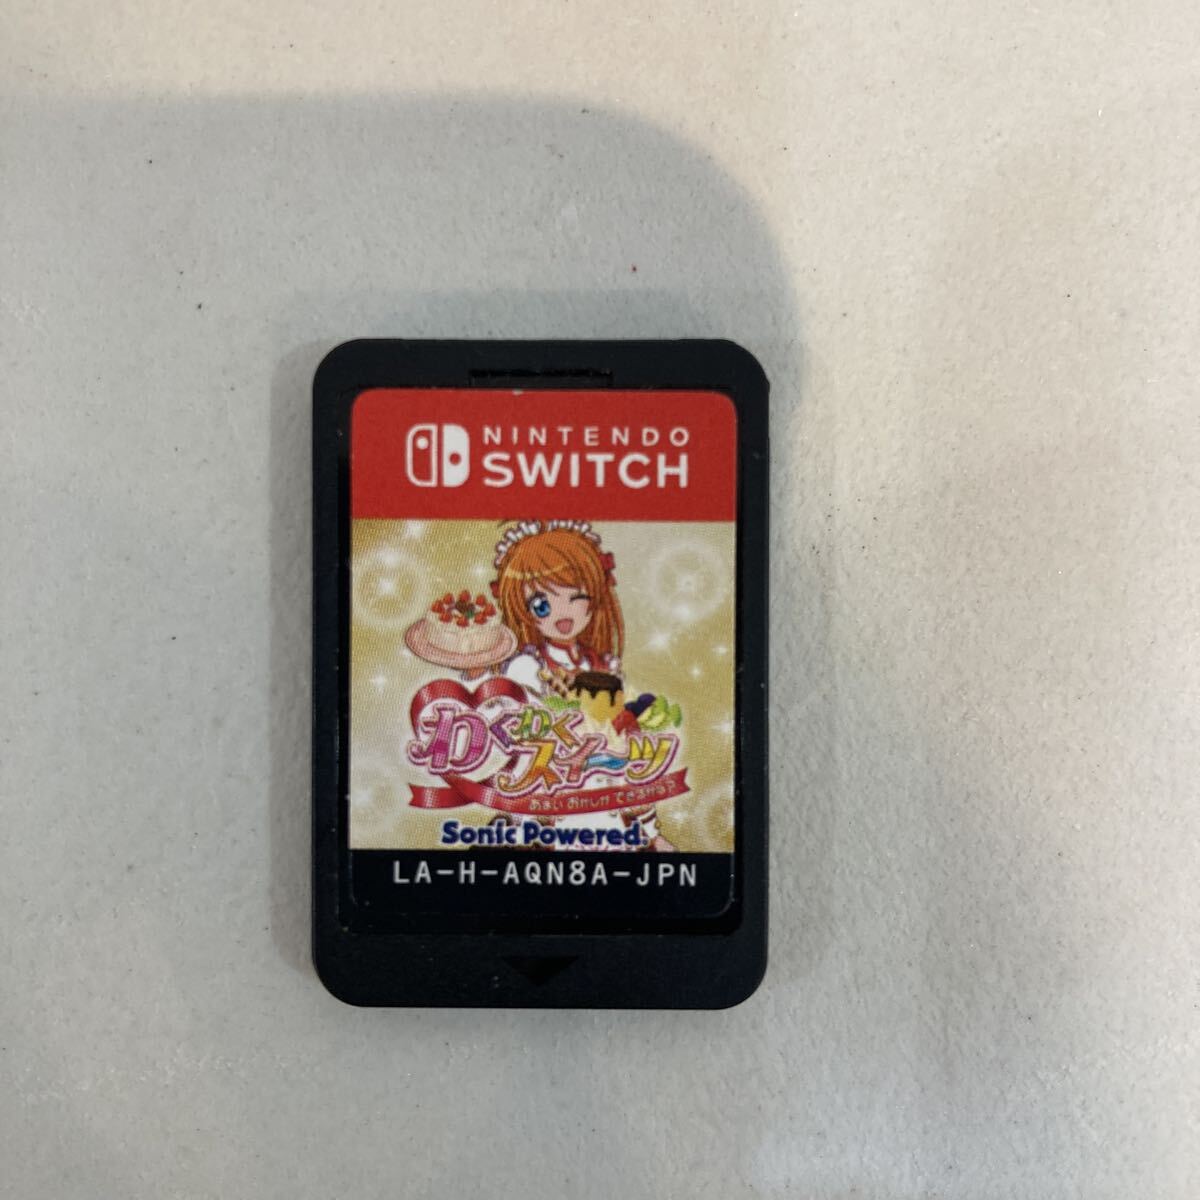 NINTENDO
SWITCH
わくわく
スイーツ
あまい おかしが できるかな?
Sonic Powered.
LA-H-AQN8A-JPN